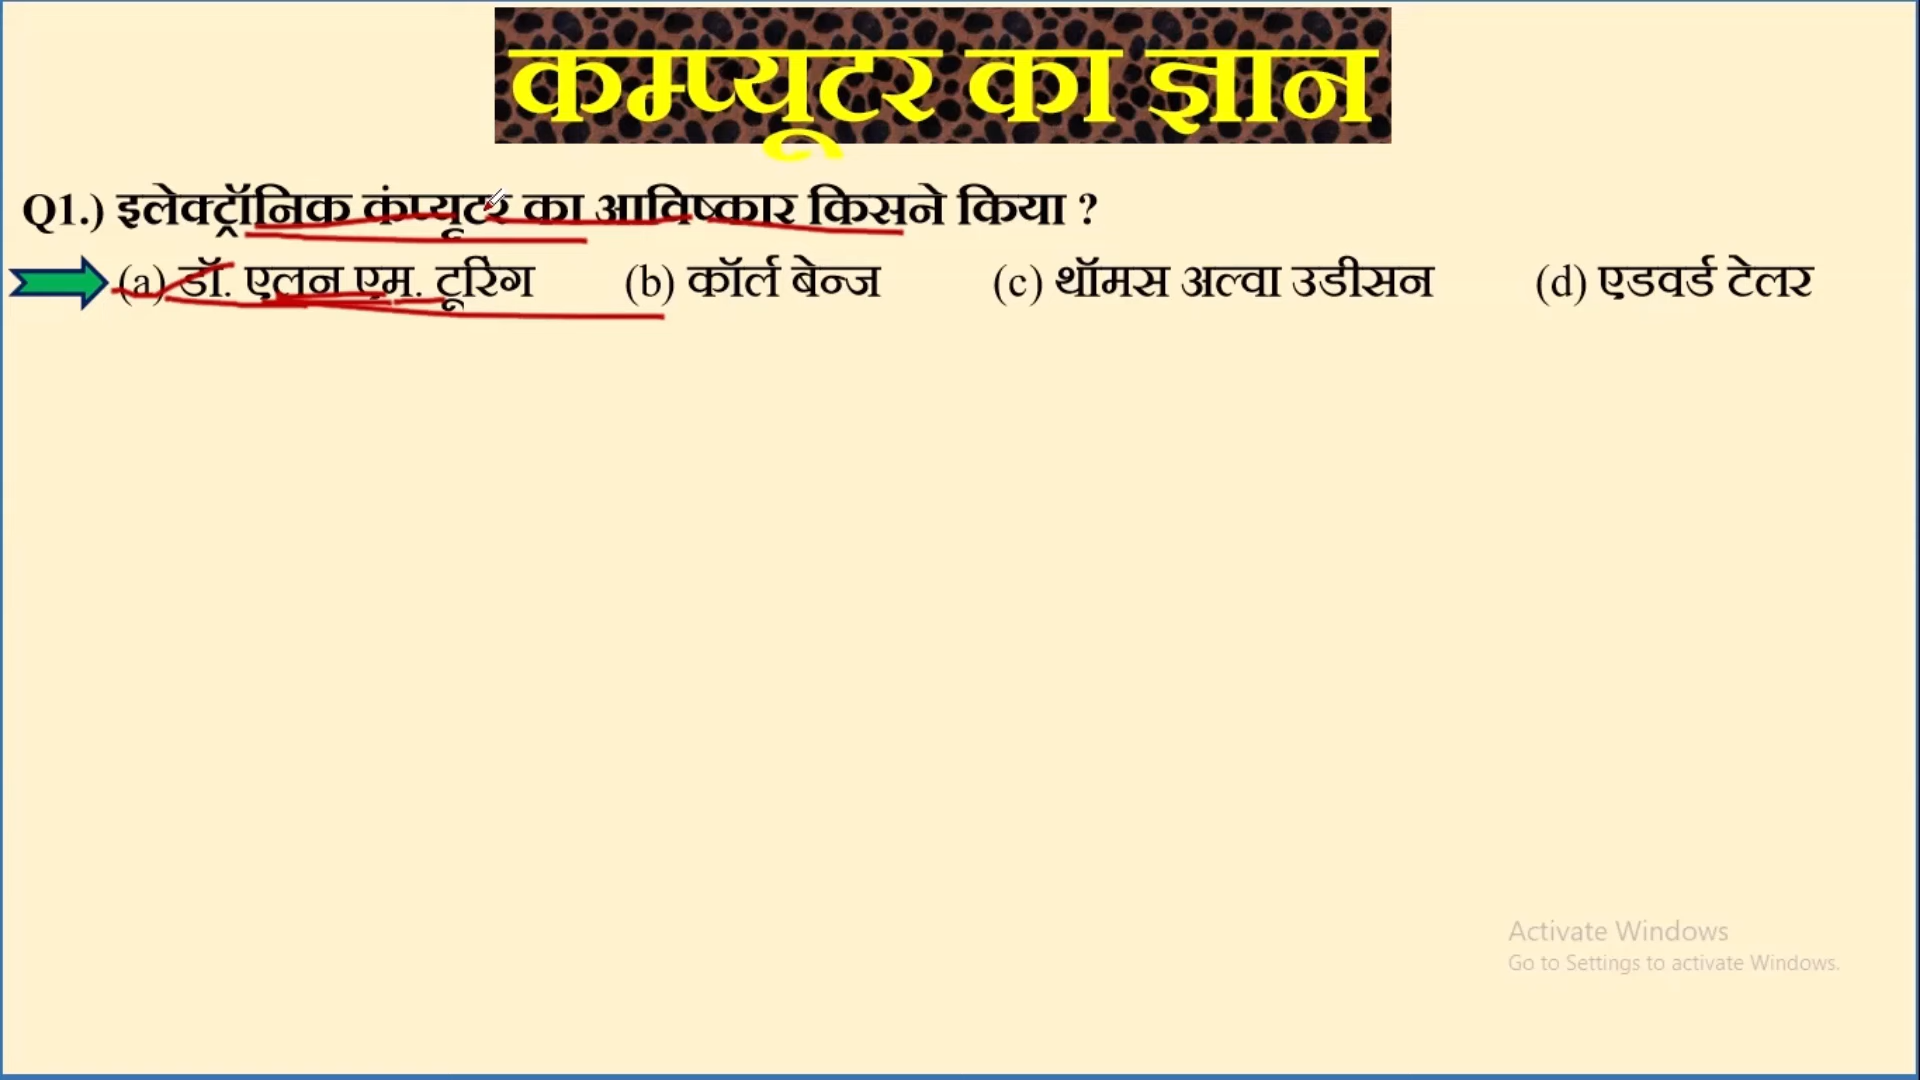 कम्प्यूटर का ज्ञान
Q1.) इलेक्ट्रॉनिक कंप्यूटर का आविष्कार किसने किया ?
(a) डॉ. एलन एम. टूरिंग (b) कॉर्ल बेन्ज (c) थॉमस अल्वा उडीसन (d) एडवर्ड टेलर
Activate Windows
Go to Settings to activate Windows.